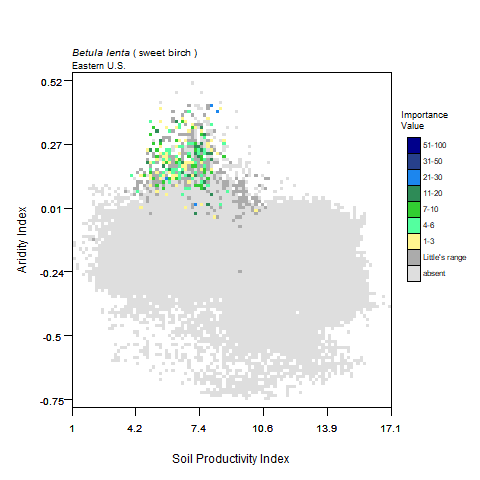 Betula lenta ( sweet birch )
Eastern U.S.
Importance
Value
51-100
31-50
21-30
11-20
7-10
4-6
1-3
Little's range
absent
Aridity Index
0.52
0.27
0.01
-0.24
-0.5
-0.75
1 4.2 7.4 10.6 13.9 17.1
Soil Productivity Index